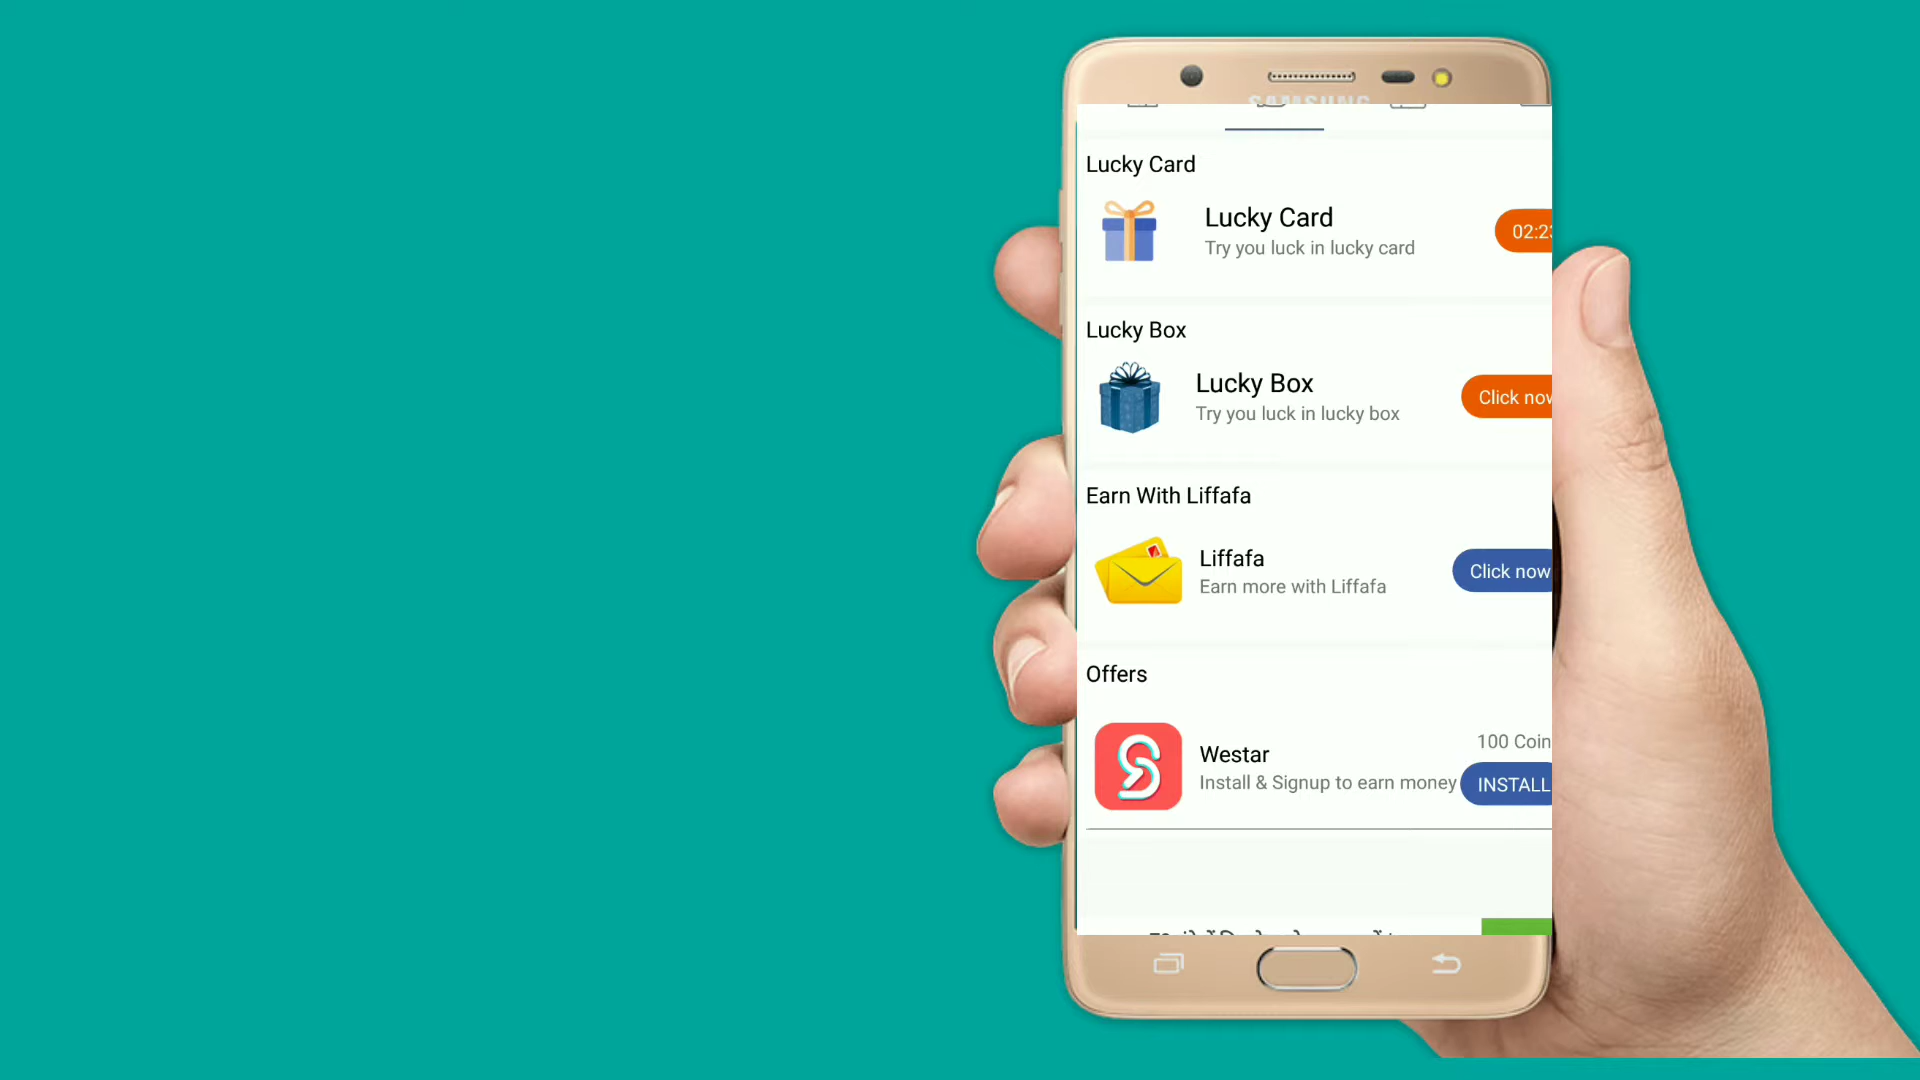 SAMSUNG
Lucky Card
Lucky Card
Try you luck in lucky card
Lucky Box
Lucky Box
Try you luck in lucky box
Click now
Earn With Liffafa
Liffafa
Earn more with Liffafa
Click now
Offers
Westar
100 Coin
Install & Signup to earn money
INSTALL